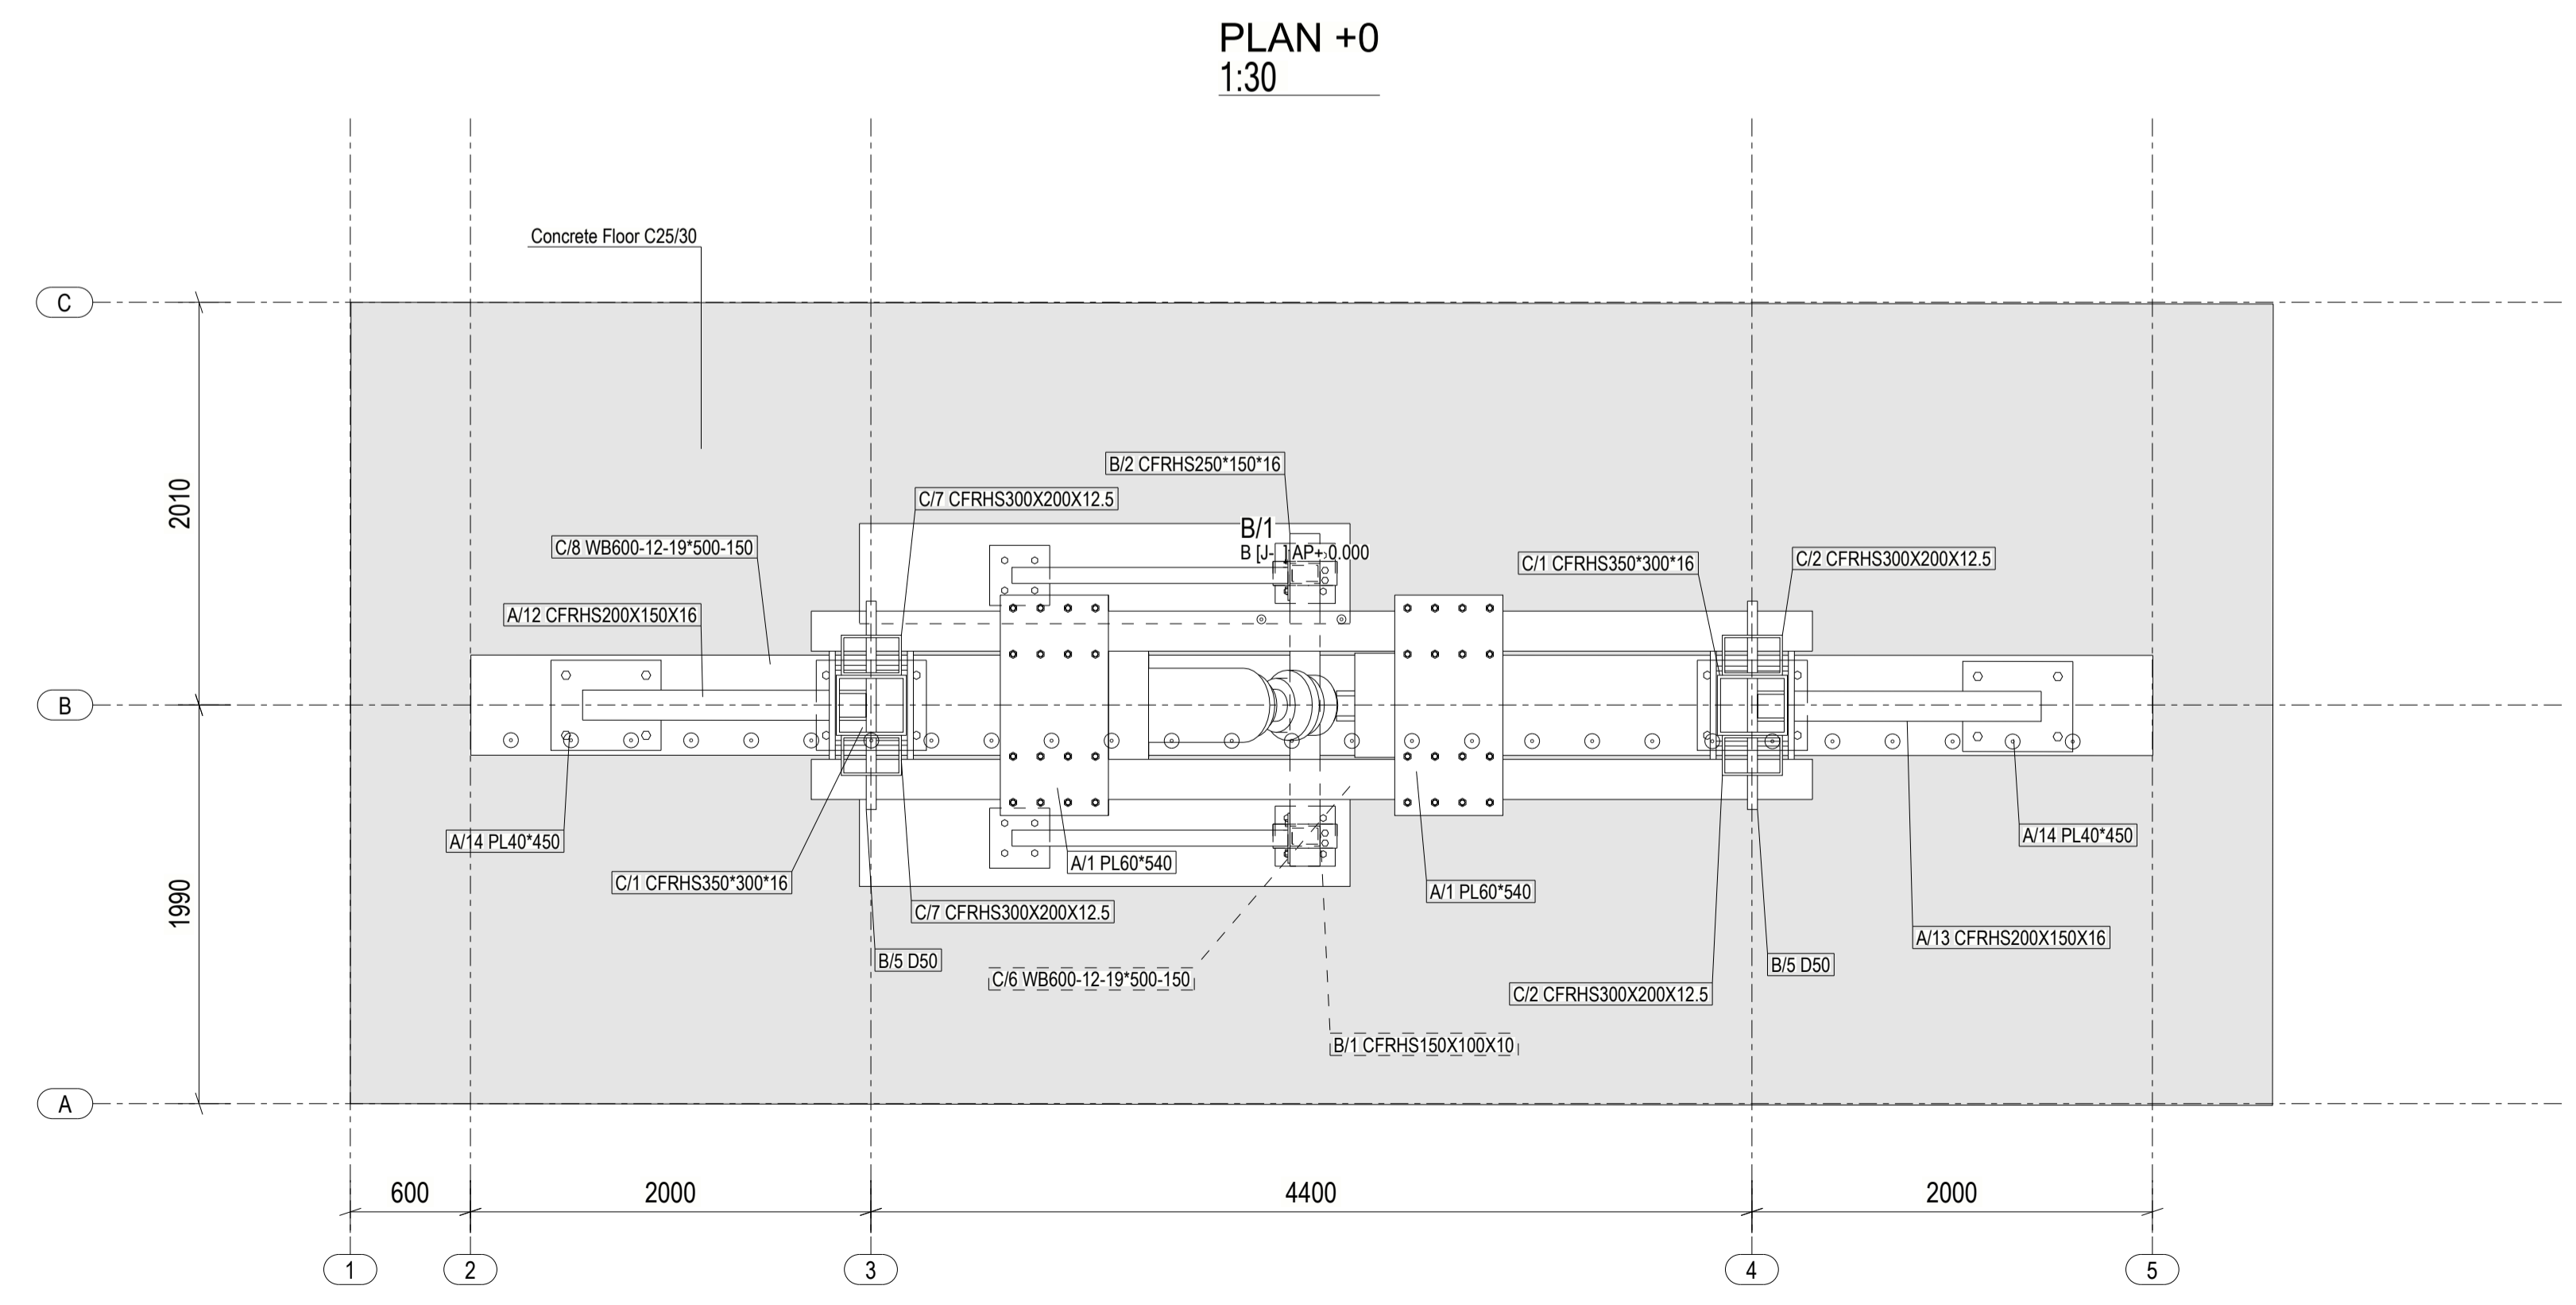 PLAN +0
1:30
Concrete Floor C25/30
C
B/2 CFRHS250*150*16
C/7 CFRHS300X200X12.5
2010
B/1
B [J- ] AP+ 0.000
C/8 WB600-12-19*500-150
C/1 CFRHS350*300*16
C/2 CFRHS300X200X12.5
A/12 CFRHS200X150X16
B
A/14 PL40*450
A/14 PL40*450
A/1 PL60*540
C/1 CFRHS350*300*16
A/1 PL60*540
1990
C/7 CFRHS300X200X12.5
A/13 CFRHS200X150X16
B/5 D50
B/5 D50
C/6 WB600-12-19*500-150
C/2 CFRHS300X200X12.5
B/1 CFRHS150X100X10
A
600
2000
4400
2000
1
2
3
4
5